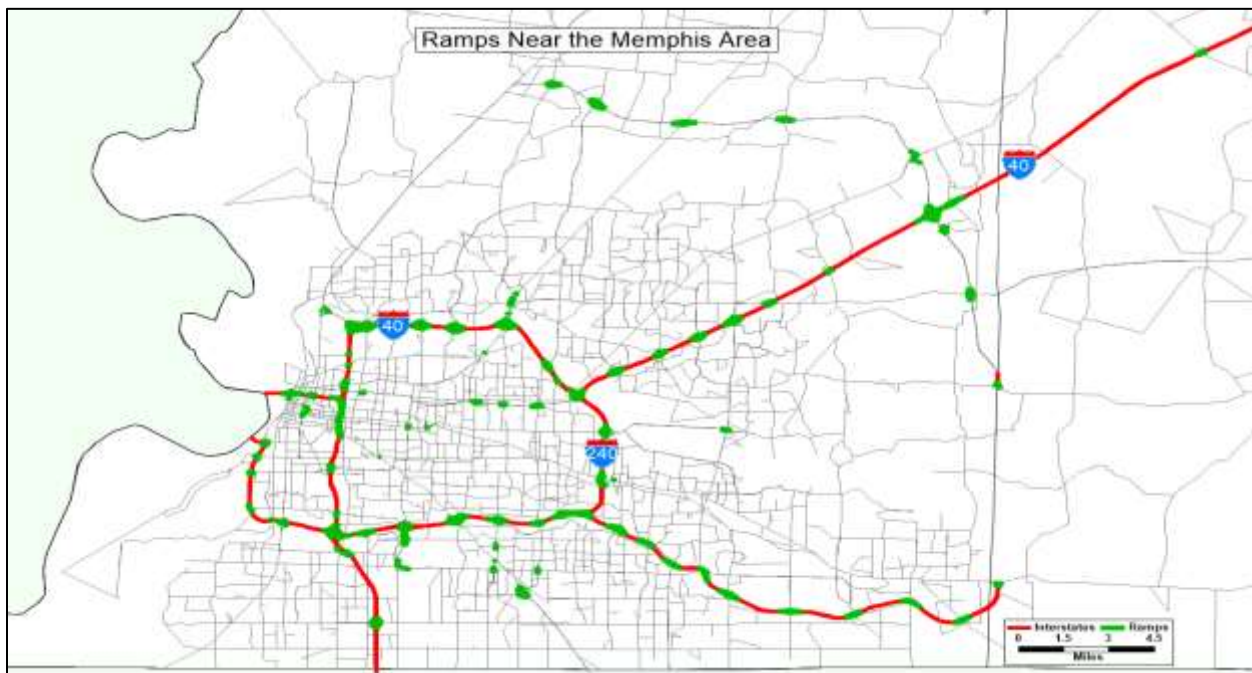 Ramps Near the Memphis Area
40
40
240
Interstates Ramps
0 1.5 3 4.5
Miles